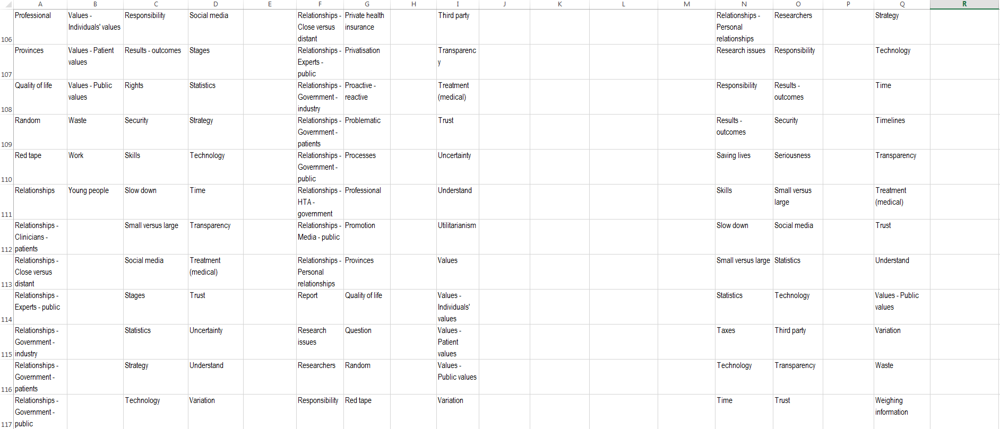 A B C D E F G H I J K L M N O P Q R
Professional Values - Responsibility Social media Relationships - Private health Third party Relationships - Researchers Strategy
Individuals' values Close versus insurance Personal
106 distant relationships
Provinces Values - Patient Results - outcomes Stages Relationships - Privatisation Transparenc Research issues Responsibility Technology
values Experts - y
107 public
Quality of life Values - Public Rights Statistics Relationships - Proactive - Treatment Responsibility Results - Time
values Government - reactive (medical) outcomes
108 industry
Random Waste Security Strategy Relationships - Problematic Trust Results - Security Timelines
Government - outcomes
109 patients
Red tape Work Skills Technology Relationships - Processes Uncertainty Saving lives Seriousness Transparency
Government -
110 public
Relationships Young people Slow down Time Relationships - Professional Understand Skills Small versus Treatment
HTA - large (medical)
111 government
Relationships - Small versus large Transparency Relationships - Promotion Utilitarianism Slow down Social media Trust
Clinicians - Media - public
112 patients
Relationships - Social media Treatment Relationships - Provinces Values Small versus large Statistics Understand
Close versus (medical) Personal
113 distant relationships
Relationships - Stages Trust Report Quality of life Values - Statistics Technology Values - Public
Experts - public Individuals' values
114 values
Relationships - Statistics Uncertainty Research Question Values - Taxes Third party Variation
Government - issues Patient
115 industry values
Relationships - Strategy Understand Researchers Random Values - Technology Transparency Waste
Government - Public values
116 patients
Relationships - Technology Variation Responsibility Red tape Variation Time Trust Weighing
Government - information
117 public